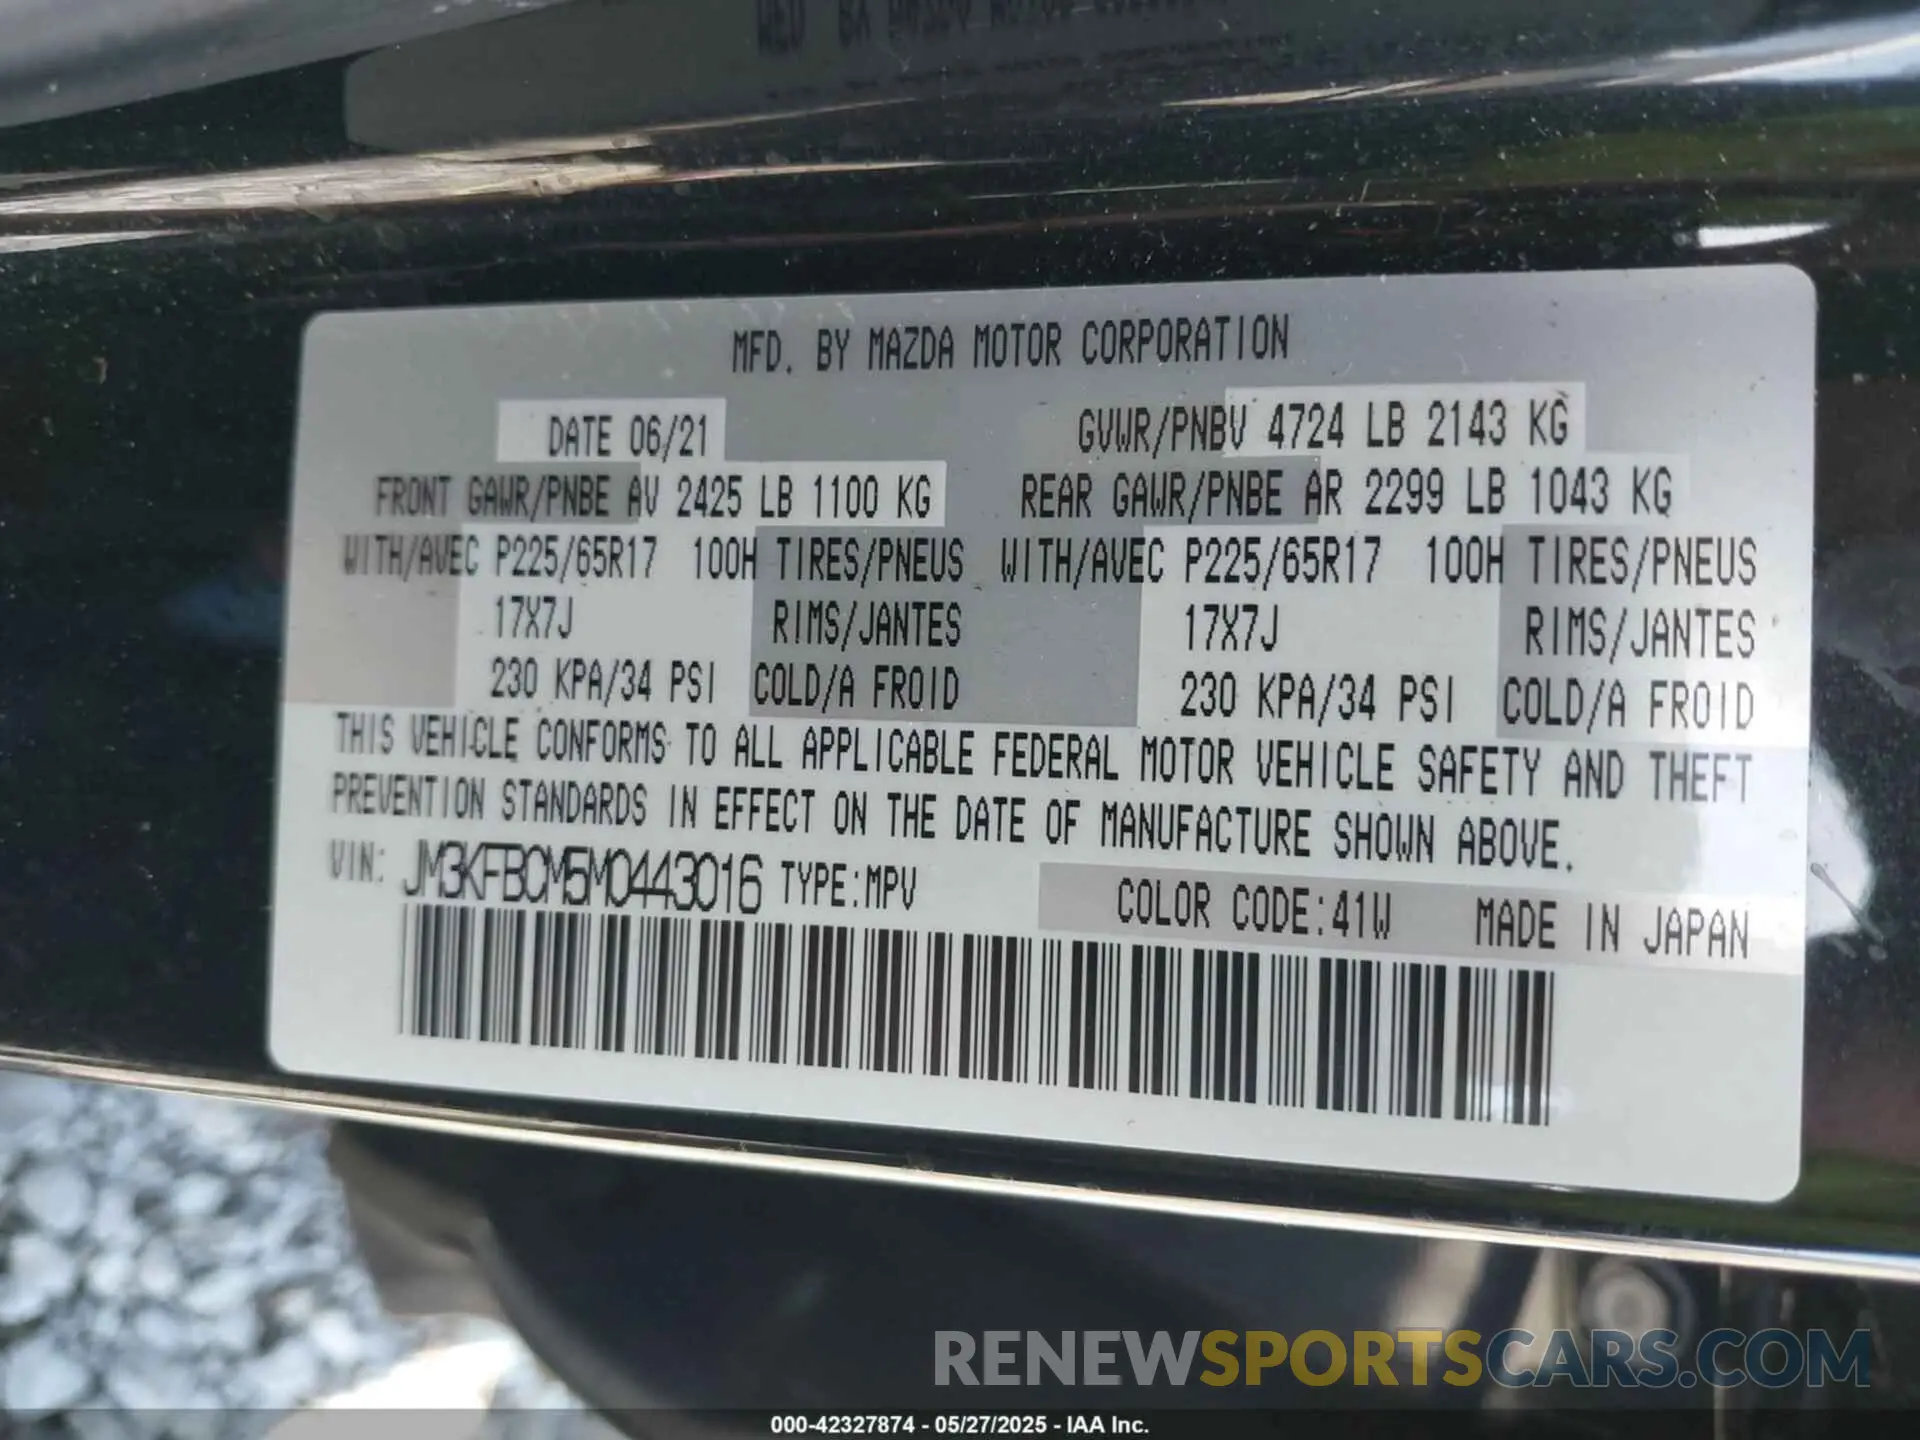 MFD. BY MAZDA MOTOR CORPORATION
DATE 06/21 GVWR/PNBV 4724 LB 2143 KG
FRONT GAWR/PNBE AV 2425 LB 1100 KG REAR GAWR/PNBE AR 2299 LB 1043 KG
WITH/AVEC P225/65R17 100H TIRES/PNEUS WITH/AVEC P225/65R17 100H TIRES/PNEUS
17X7J RIMS/JANTES 17X7J RIMS/JANTES
230 KPA/34 PSI COLD/A FROID 230 KPA/34 PSI COLD/A FROID
THIS VEHICLE CONFORMS TO ALL APPLICABLE FEDERAL MOTOR VEHICLE SAFETY AND THEFT
PREVENTION STANDARDS IN EFFECT ON THE DATE OF MANUFACTURE SHOWN ABOVE.
VIN: JM3KFBCM5M0443016 TYPE:MPV COLOR CODE:41W MADE IN JAPAN
RENEWSPORTSCARS.COM
000-42327874 - 05/27/2025 - IAA Inc.